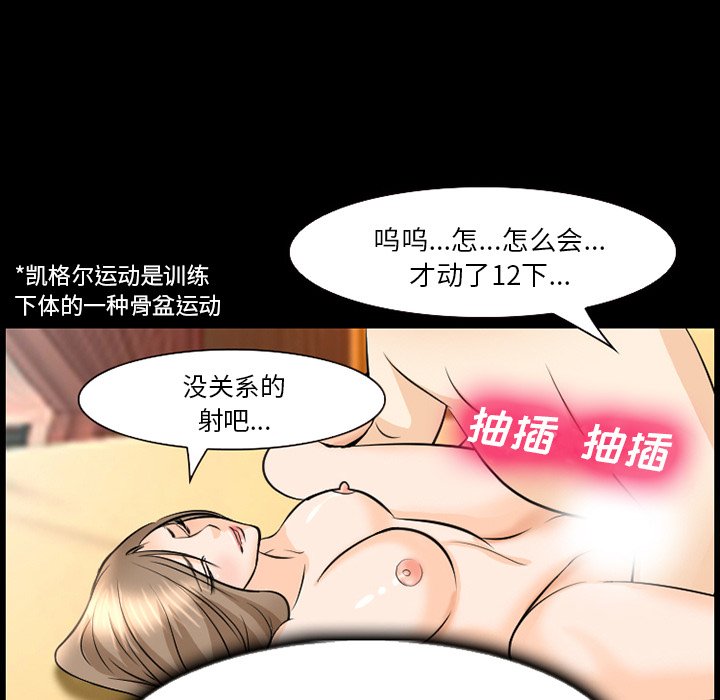 呜呜...怎...怎么会...
才动了12下...
*凯格尔运动是训练
下体的一种骨盆运动
没关系的
射吧...
抽插 抽插